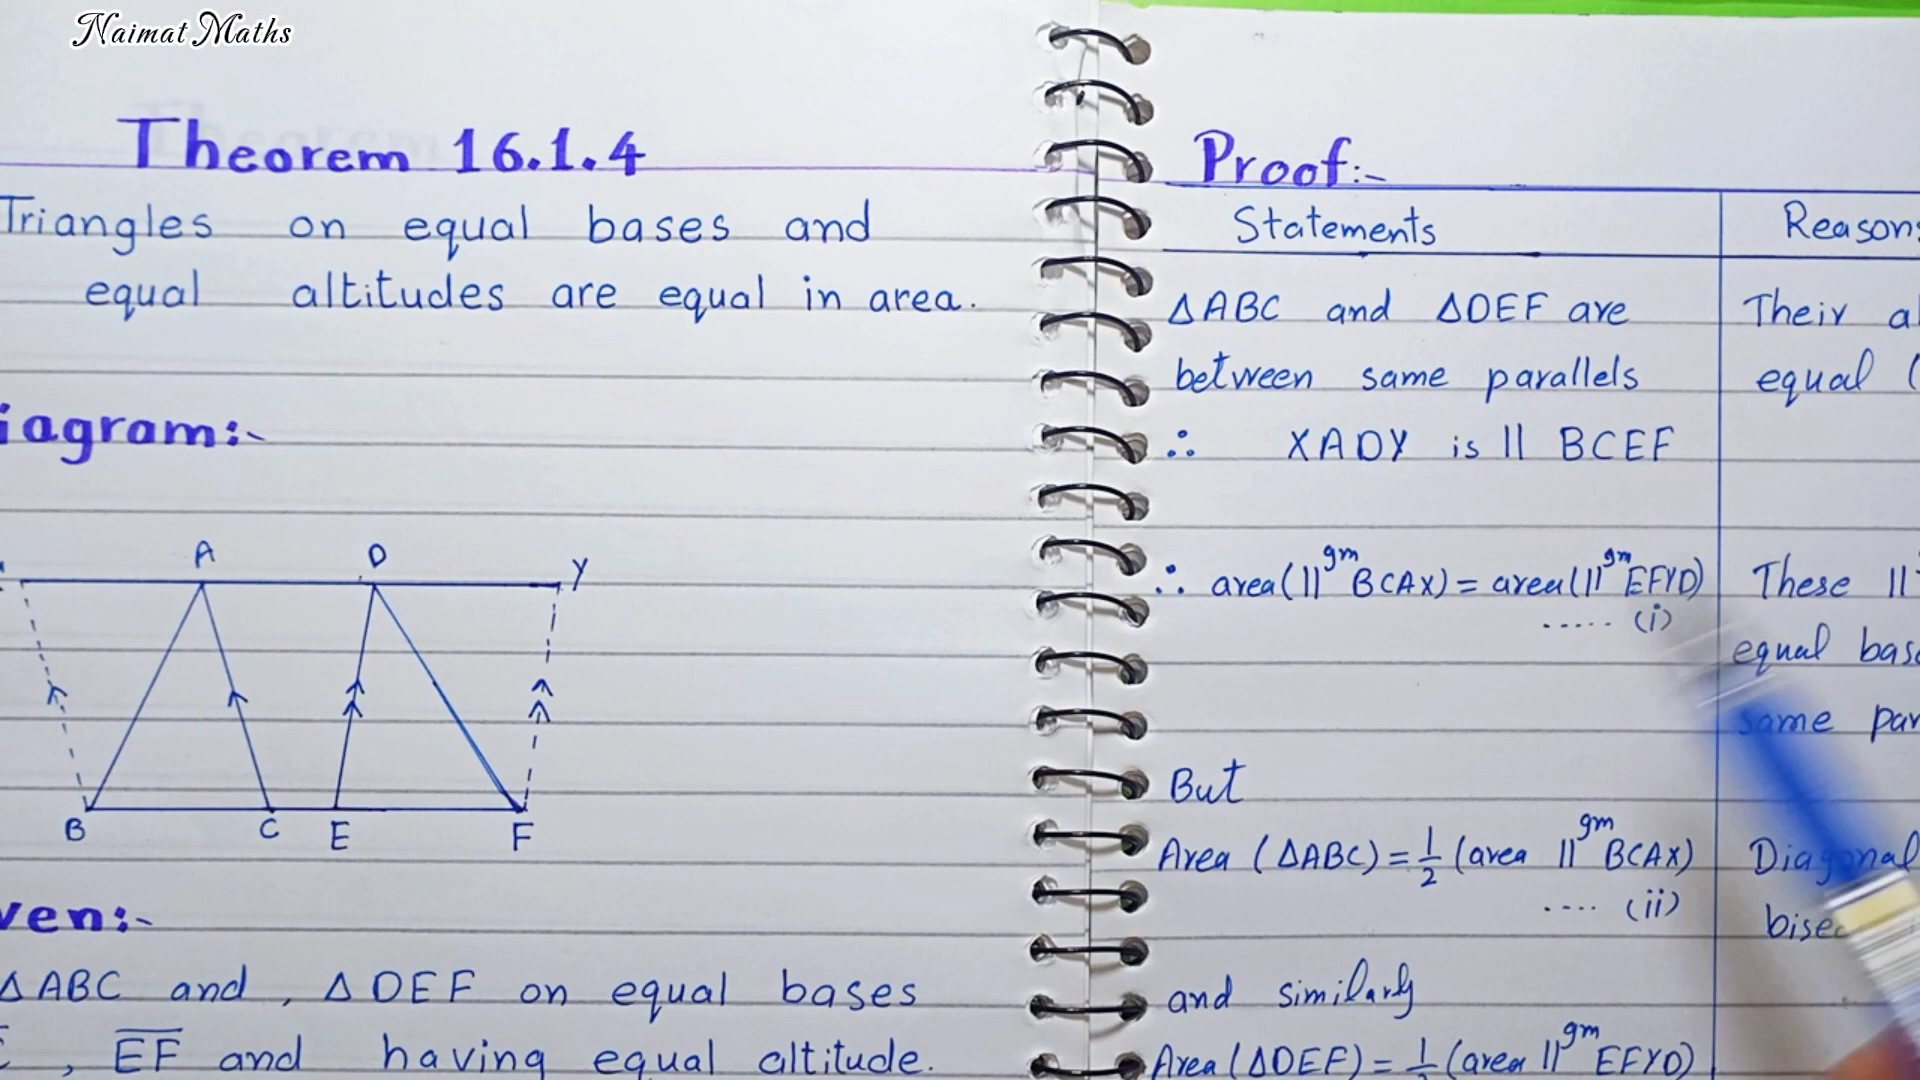 Naimat Maths
Theorem 16.1.4
Triangles on equal bases and
equal altitudes are equal in area.
iagram:-
A D Y
B C E F
ven:-
ΔABC and, ΔDEF on equal bases
, EF and having equal altitude.
Proof:-
Statements Reasons
ΔABC and ΔDEF are Their
between same parallels equal (
∴ XADY is || BCEF
∴ area(||gm BCAX) = area(||gm EFYD) These ||
..... (i)
equal bas
same par
But
Area (ΔABC) = 1/2 (area ||gm BCAX) Diagonal
.... (ii) bise
and similarly
Area (ΔDEF) = 1/2 (area ||gm EFYD)